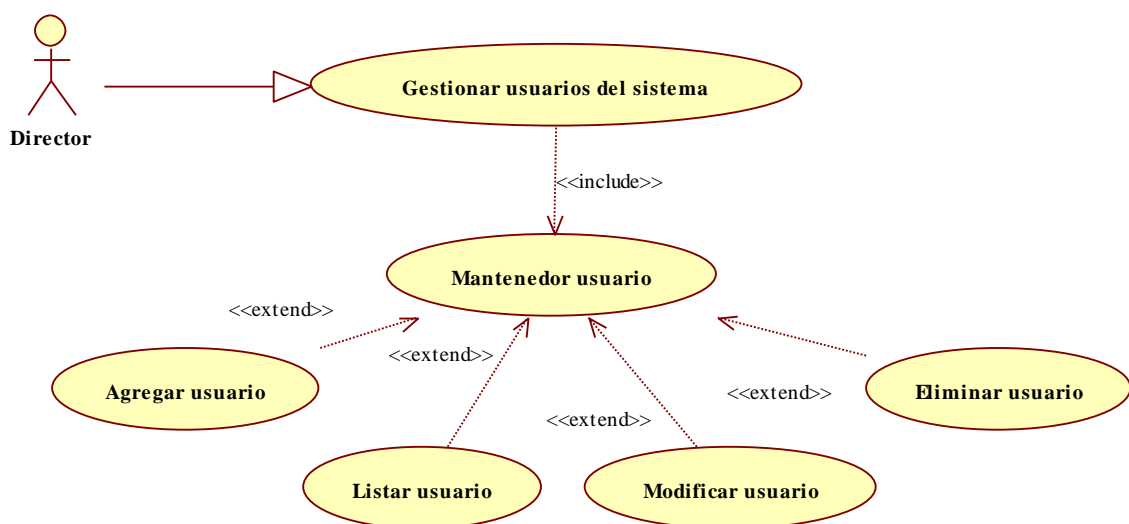 Gestionar usuarios del sistema
Director
<<include>>
Mantenedor usuario
<<extend>>
<<extend>>
Agregar usuario
<<extend>>
Eliminar usuario
<<extend>>
Listar usuario
Modificar usuario